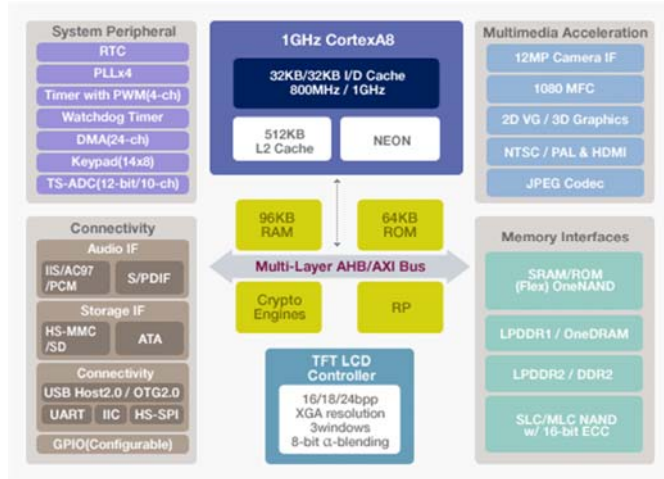 System Peripheral
RTC
PLLx4
Timer with PWM(4-ch)
Watchdog Timer
DMA(24-ch)
Keypad(14x8)
TS-ADC(12-bit/10-ch)
1GHz CortexA8
32KB/32KB I/D Cache
800MHz / 1GHz
512KB
L2 Cache
NEON
Multimedia Acceleration
12MP Camera IF
1080 MFC
2D VG / 3D Graphics
NTSC / PAL & HDMI
JPEG Codec
Connectivity
Audio IF
IIS/AC97
/PCM
S/PDIF
Storage IF
HS-MMC
/SD
ATA
Connectivity
USB Host2.0 / OTG2.0
UART
IIC
HS-SPI
GPIO(Configurable)
96KB
RAM
64KB
ROM
Multi-Layer AHB/AXI Bus
Crypto
Engines
RP
TFT LCD
Controller
16/18/24bpp
XGA resolution
3windows
8-bit α-blending
Memory Interfaces
SRAM/ROM
(Flex) OneNAND
LPDDR1 / OneDRAM
LPDDR2 / DDR2
SLC/MLC NAND
w/ 16-bit ECC